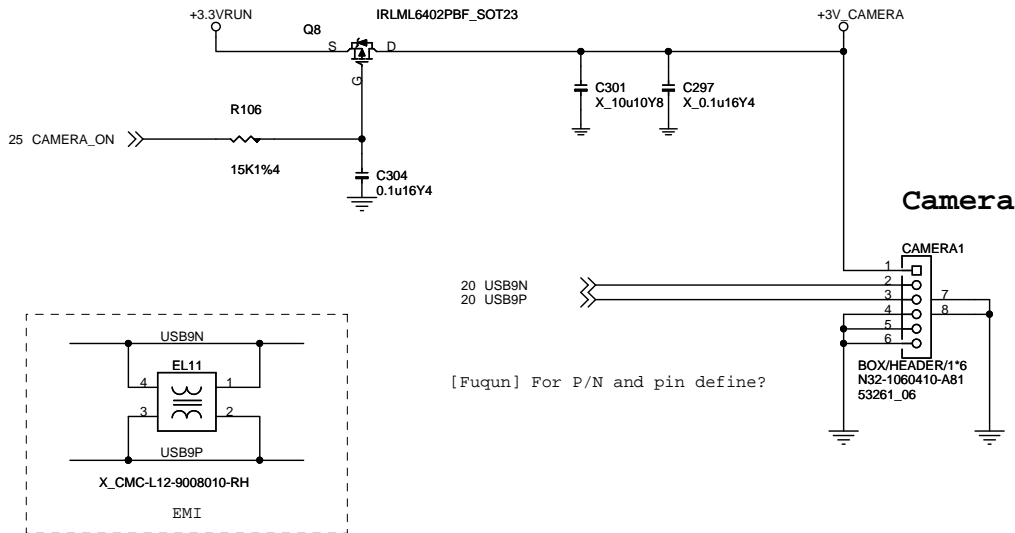 +3.3VRUN
IRLML6402PBF_SOT23
+3V_CAMERA
Q8
S
D
G
C301
X_10u10Y8
C297
X_0.1u16Y4
R106
25 CAMERA_ON
15K1%4
C304
0.1u16Y4
Camera
CAMERA1
1
2
3
4
5
6
7
8
20 USB9N
20 USB9P
BOX/HEADER/1*6
N32-1060410-A81
53261_06
[Fuqun] For P/N and pin define?
USB9N
EL11
4
1
3
2
USB9P
X_CMC-L12-9008010-RH
EMI